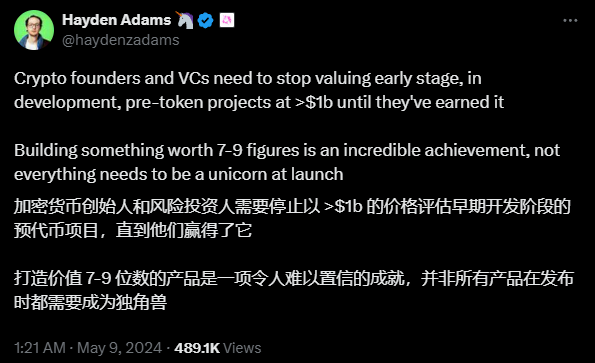 Hayden Adams 🦄
@haydenzadams
Crypto founders and VCs need to stop valuing early stage, in
development, pre-token projects at >$1b until they've earned it
Building something worth 7-9 figures is an incredible achievement, not
everything needs to be a unicorn at launch
加密货币创始人和风险投资人需要停止以 >$1b 的价格评估早期开发阶段的
预代币项目，直到他们赢得了它
打造价值 7-9 位数的产品是一项令人难以置信的成就，并非所有产品在发布
时都需要成为独角兽
1:21 AM · May 9, 2024 · 489.1K Views